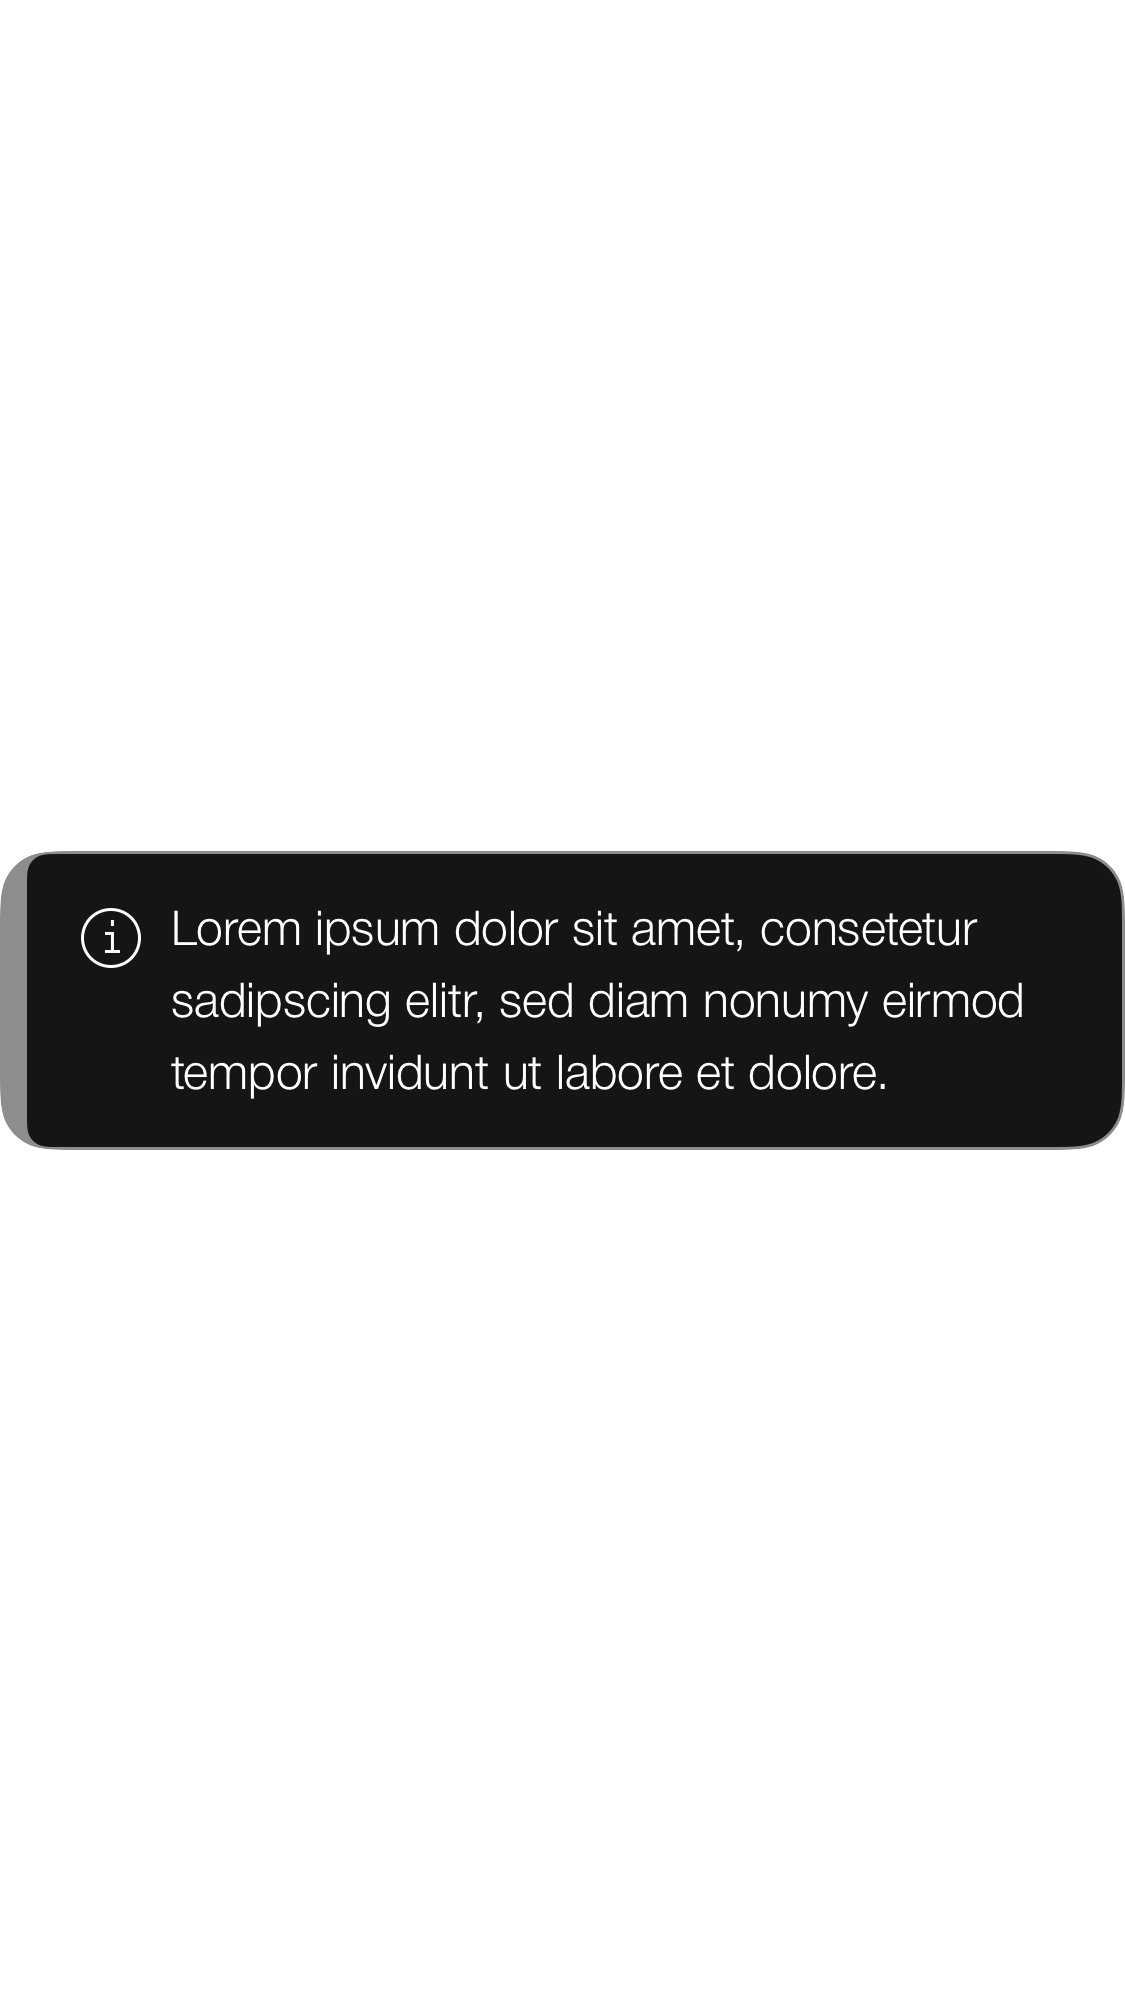 Lorem ipsum dolor sit amet, consetetur
sadipscing elitr, sed diam nonumy eirmod
tempor invidunt ut labore et dolore.